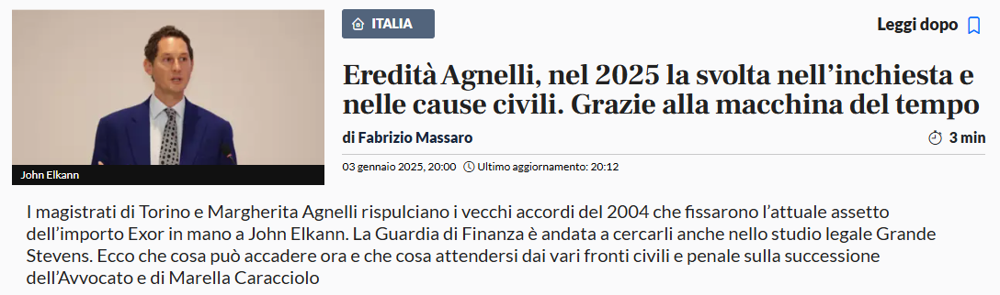 ITALIA
Leggi dopo
Eredità Agnelli, nel 2025 la svolta nell’inchiesta e
nelle cause civili. Grazie alla macchina del tempo
di Fabrizio Massaro
3 min
03 gennaio 2025, 20:00 Ultimo aggiornamento: 20:12
John Elkann
I magistrati di Torino e Margherita Agnelli rispulciano i vecchi accordi del 2004 che fissarono l’attuale assetto
dell’importo Exor in mano a John Elkann. La Guardia di Finanza è andata a cercarli anche nello studio legale Grande
Stevens. Ecco che cosa può accadere ora e che cosa attendersi dai vari fronti civili e penale sulla successione
dell’Avvocato e di Marella Caracciolo